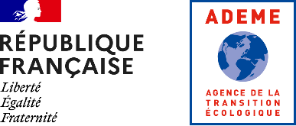 RÉPUBLIQUE
FRANÇAISE
Liberté
Égalité
Fraternité
ADEME
AGENCE DE LA
TRANSITION
ÉCOLOGIQUE